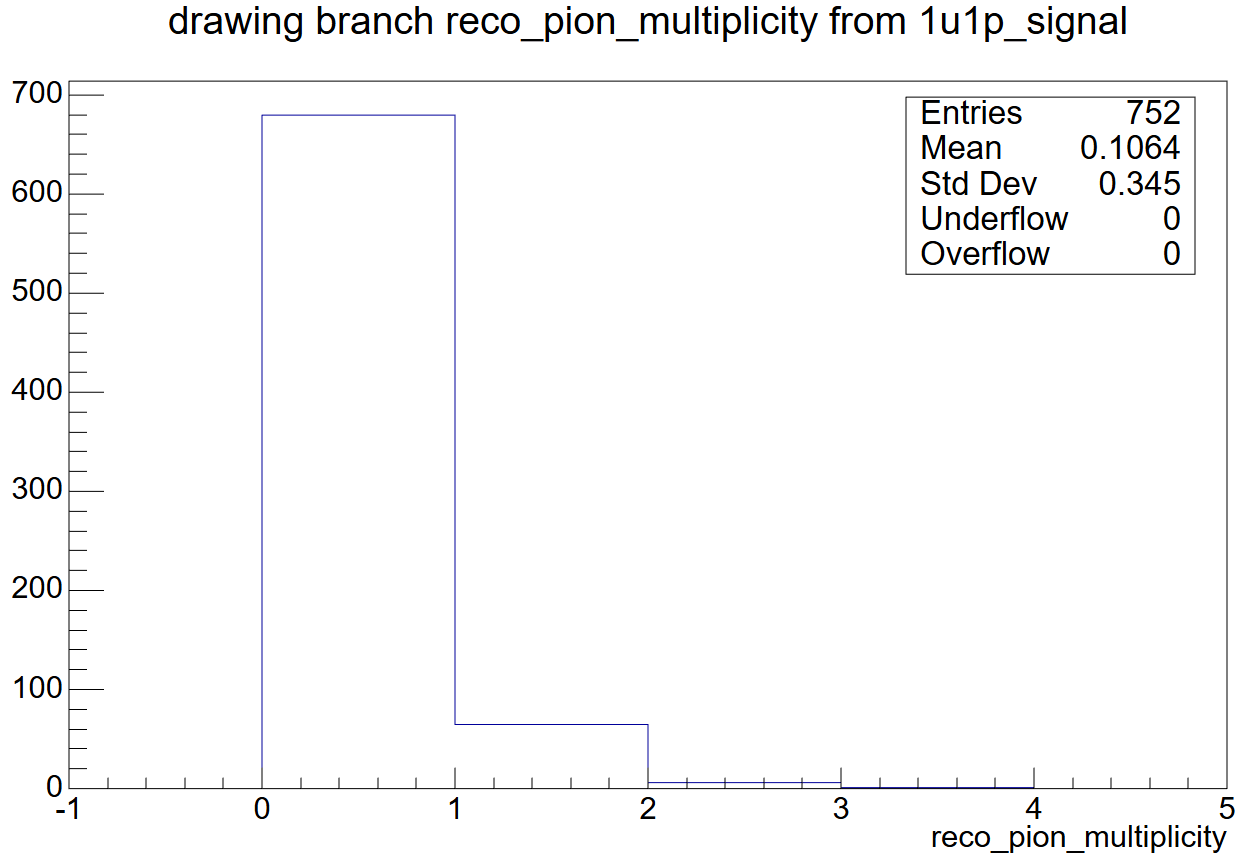 drawing branch reco_pion_multiplicity from 1u1p_signal
700
600
500
400
300
200
100
0
Entries 752
Mean 0.1064
Std Dev 0.345
Underflow 0
Overflow 0
-1 0 1 2 3 4 5
reco_pion_multiplicity